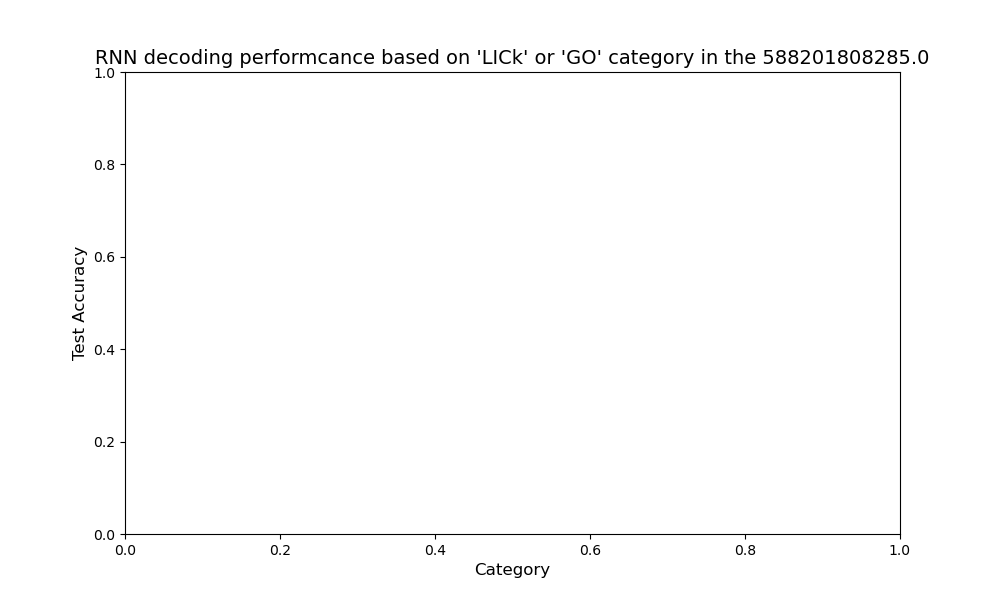 RNN decoding performcance based on 'LICk' or 'GO' category in the 588201808285.0
1.0
0.8
0.6
0.4
0.2
0.0
Test Accuracy
0.0 0.2 0.4 0.6 0.8 1.0
Category